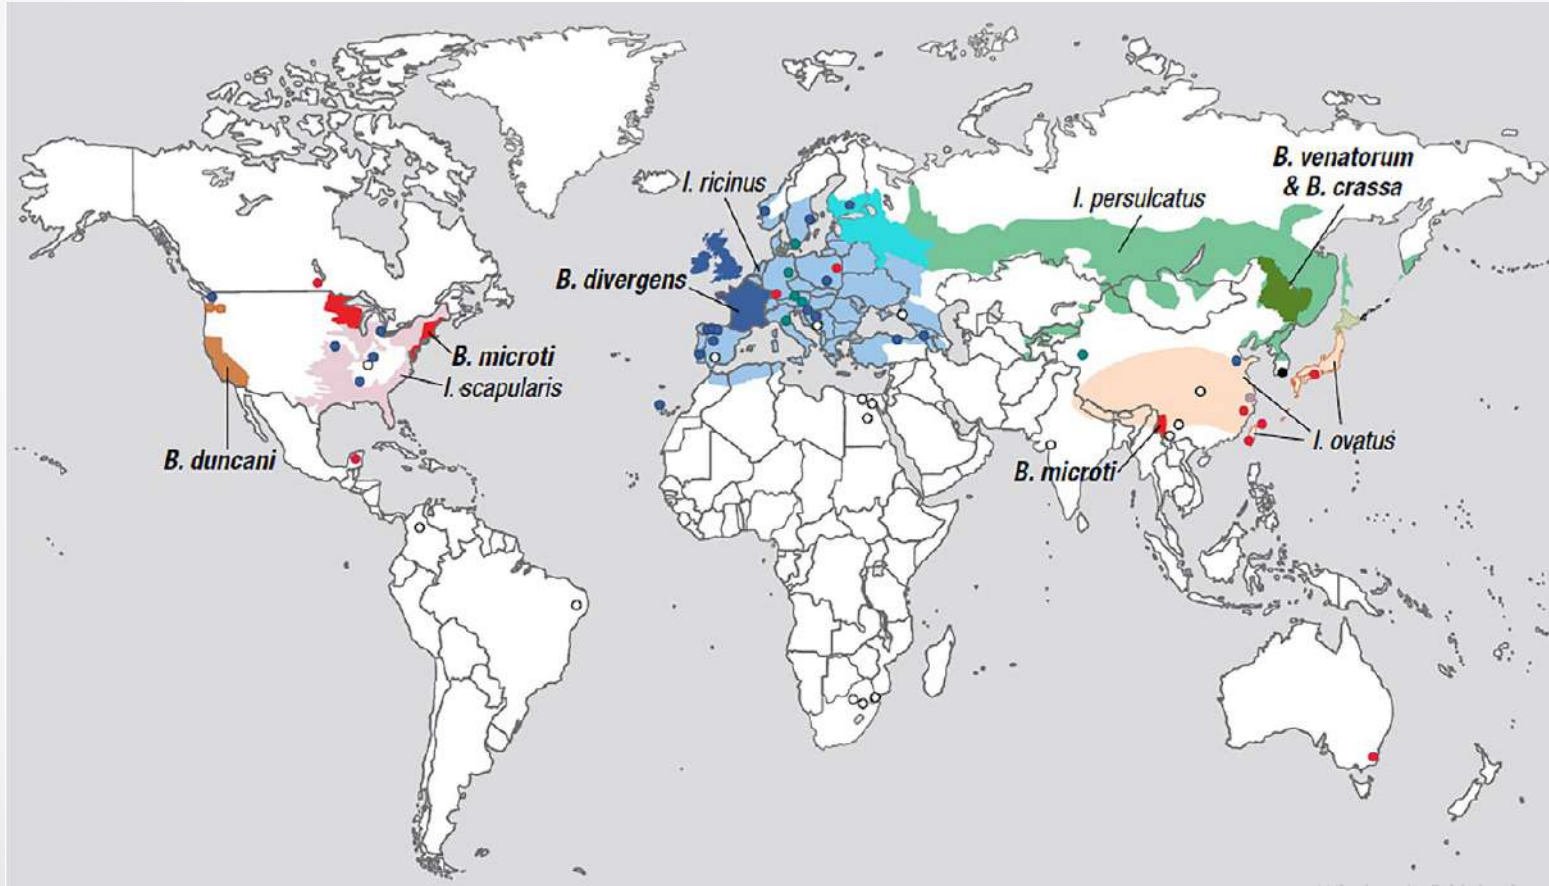 B. venatorum
& B. crassa
I. ricinus
I. persulcatus
B. divergens
B. microti
I. scapularis
B. duncani
I. ovatus
B. microti